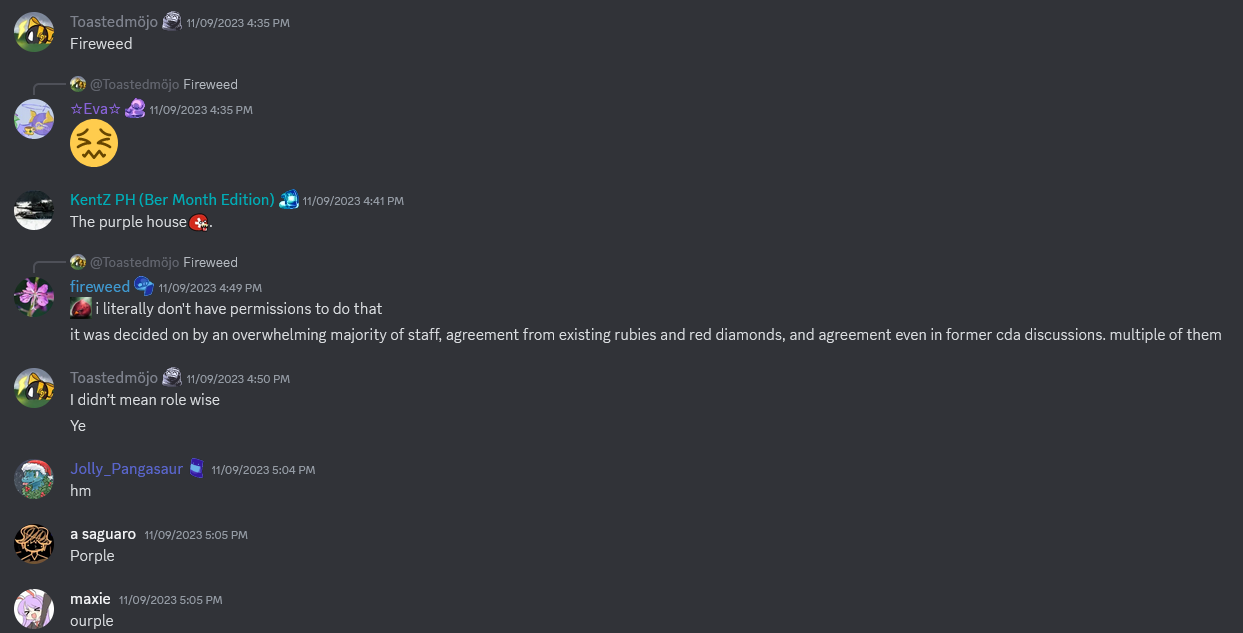 Toastedmöjo 11/09/2023 4:35 PM
Fireweed
@Toastedmöjo Fireweed
☆Eva☆ 11/09/2023 4:35 PM
KentZ PH (Ber Month Edition) 11/09/2023 4:41 PM
The purple house.
@Toastedmöjo Fireweed
fireweed 11/09/2023 4:49 PM
i literally don't have permissions to do that
it was decided on by an overwhelming majority of staff, agreement from existing rubies and red diamonds, and agreement even in former cda discussions. multiple of them
Toastedmöjo 11/09/2023 4:50 PM
I didn't mean role wise
Ye
Jolly_Pangasaur 11/09/2023 5:04 PM
hm
a saguaro 11/09/2023 5:05 PM
Porple
maxie 11/09/2023 5:05 PM
ourple